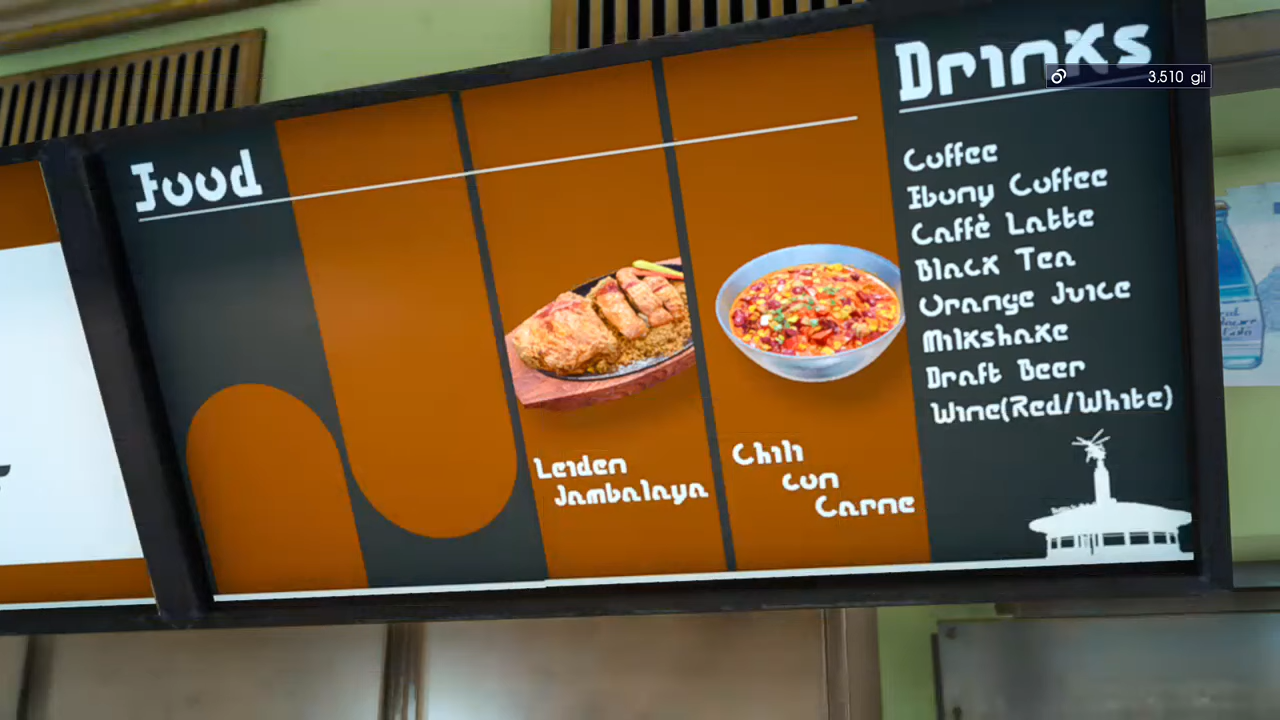 Food
Leiden
Jambalaya
Chili
con
Carne
Drinks
3,510 gil
Coffee
Ebony Coffee
Caffè Latte
Black Tea
Orange Juice
Milkshake
Draft Beer
Wine(Red/White)